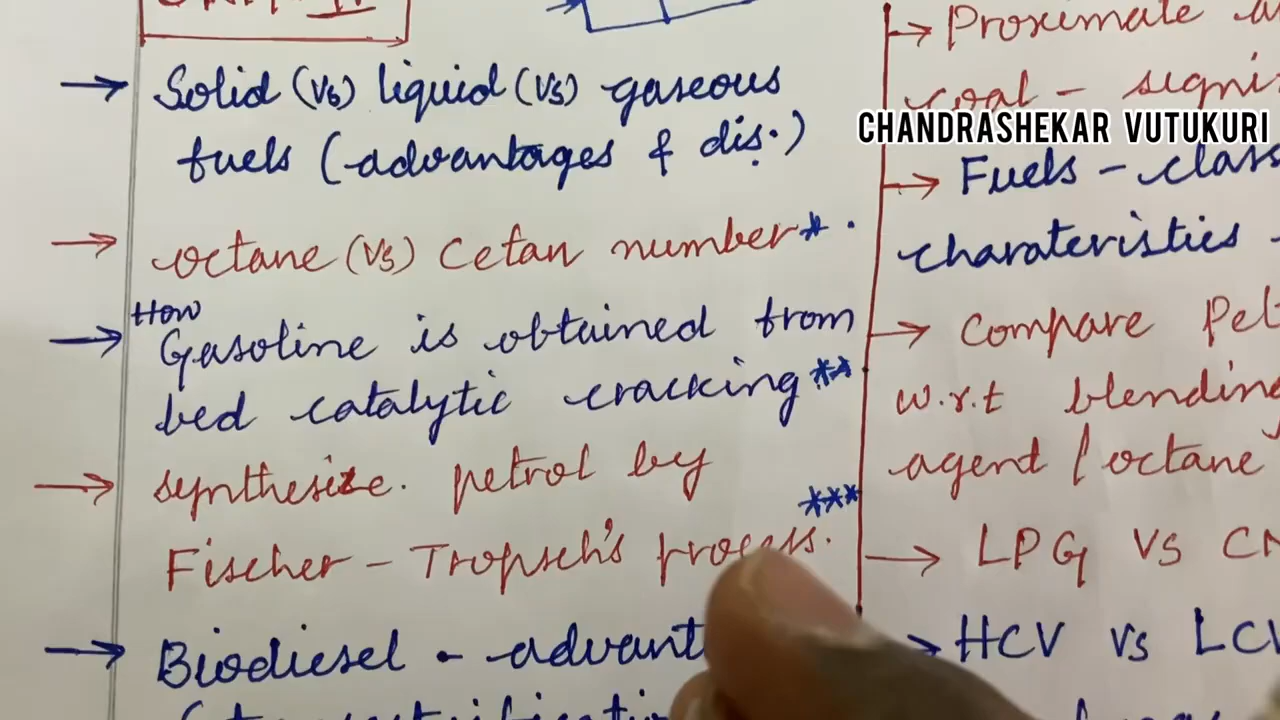 → Solid (Vs) liquid (Vs) gaseous
fuels (advantages & dis.)
→ octane (Vs) Cetan number* .
How
→ Gasoline is obtained from
bed catalytic cracking**
→ synthesize. petrol by
***
Fischer - Tropsch's process.
→ Biodiesel - advant
→ Proximate
coal -
CHANDRASHEKAR VUTUKURI
→ Fuels -
charateristics -
→ Compare
w.r.t blending
agent (octane
→ LPG VS
→ HCV VS